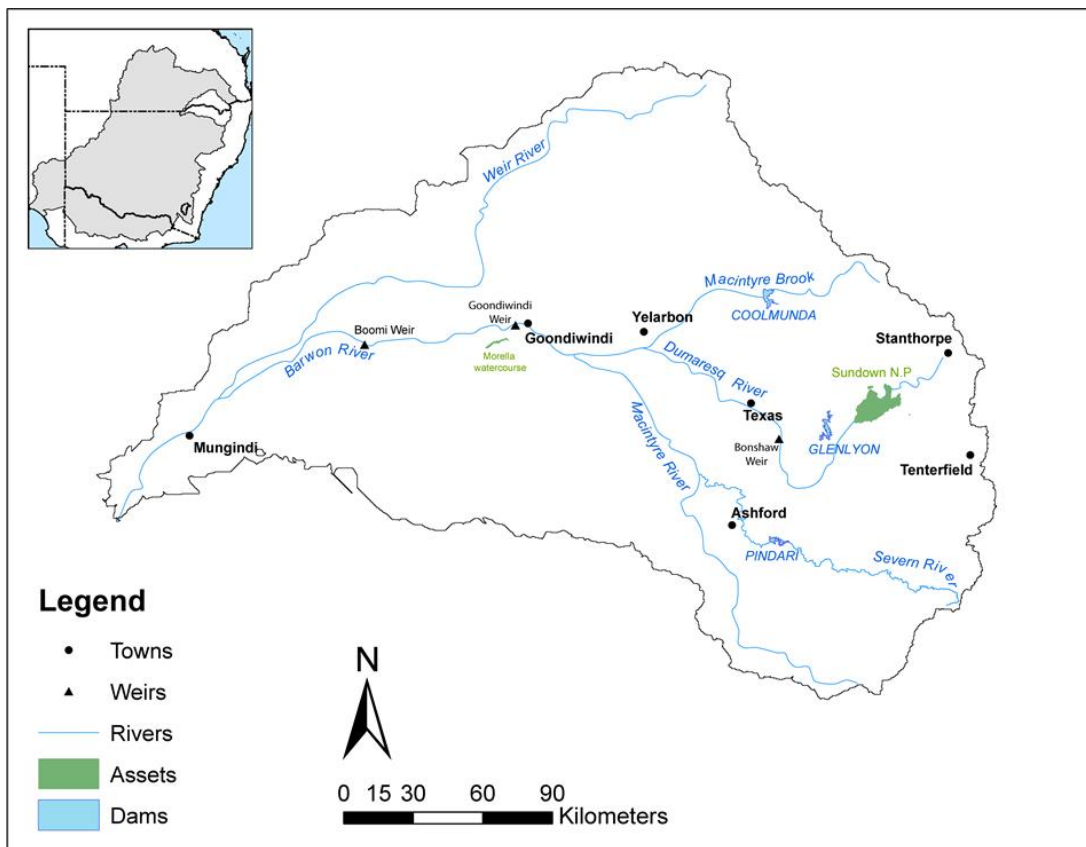 Weir River
Macintyre Brook
COOLMUNDA
Goondiwindi
Weir
Yelarbon
Boomi Weir
Goondiwindi
Stanthorpe
Barwon River
Morella
watercourse
Dumaresq River
Sundown N.P
Macintyre River
Texas
Mungindi
Bonshaw
Weir
GLENLYON
Tenterfield
Ashford
PINDARI
Severn River
Legend
Towns
Weirs
Rivers
Assets
Dams
N
0 15 30 60 90
Kilometers